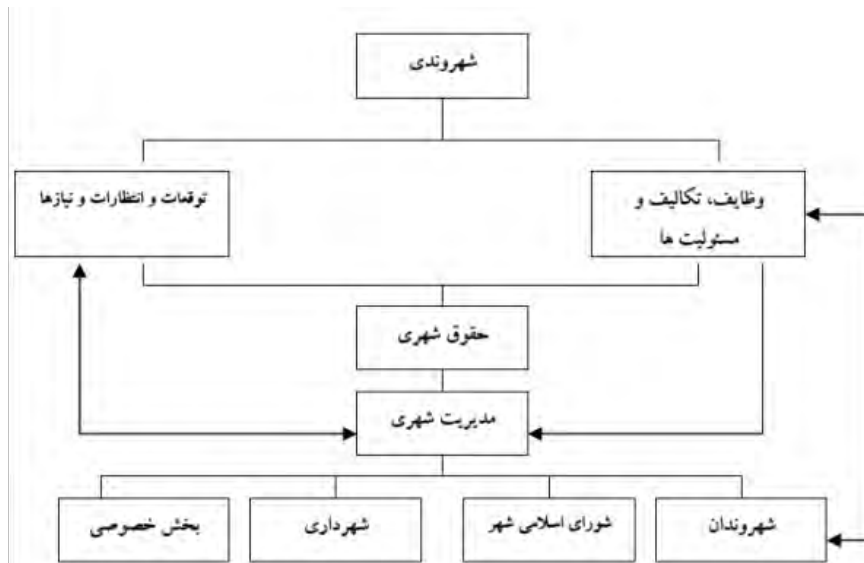 شهروندی
وظایف، تکالیف و
مسئولیت ها
توقعات و انتظارات و نیازها
حقوق شهری
مدیریت شهری
شهروندان
شورای اسلامی شهر
شهرداری
بخش خصوصی